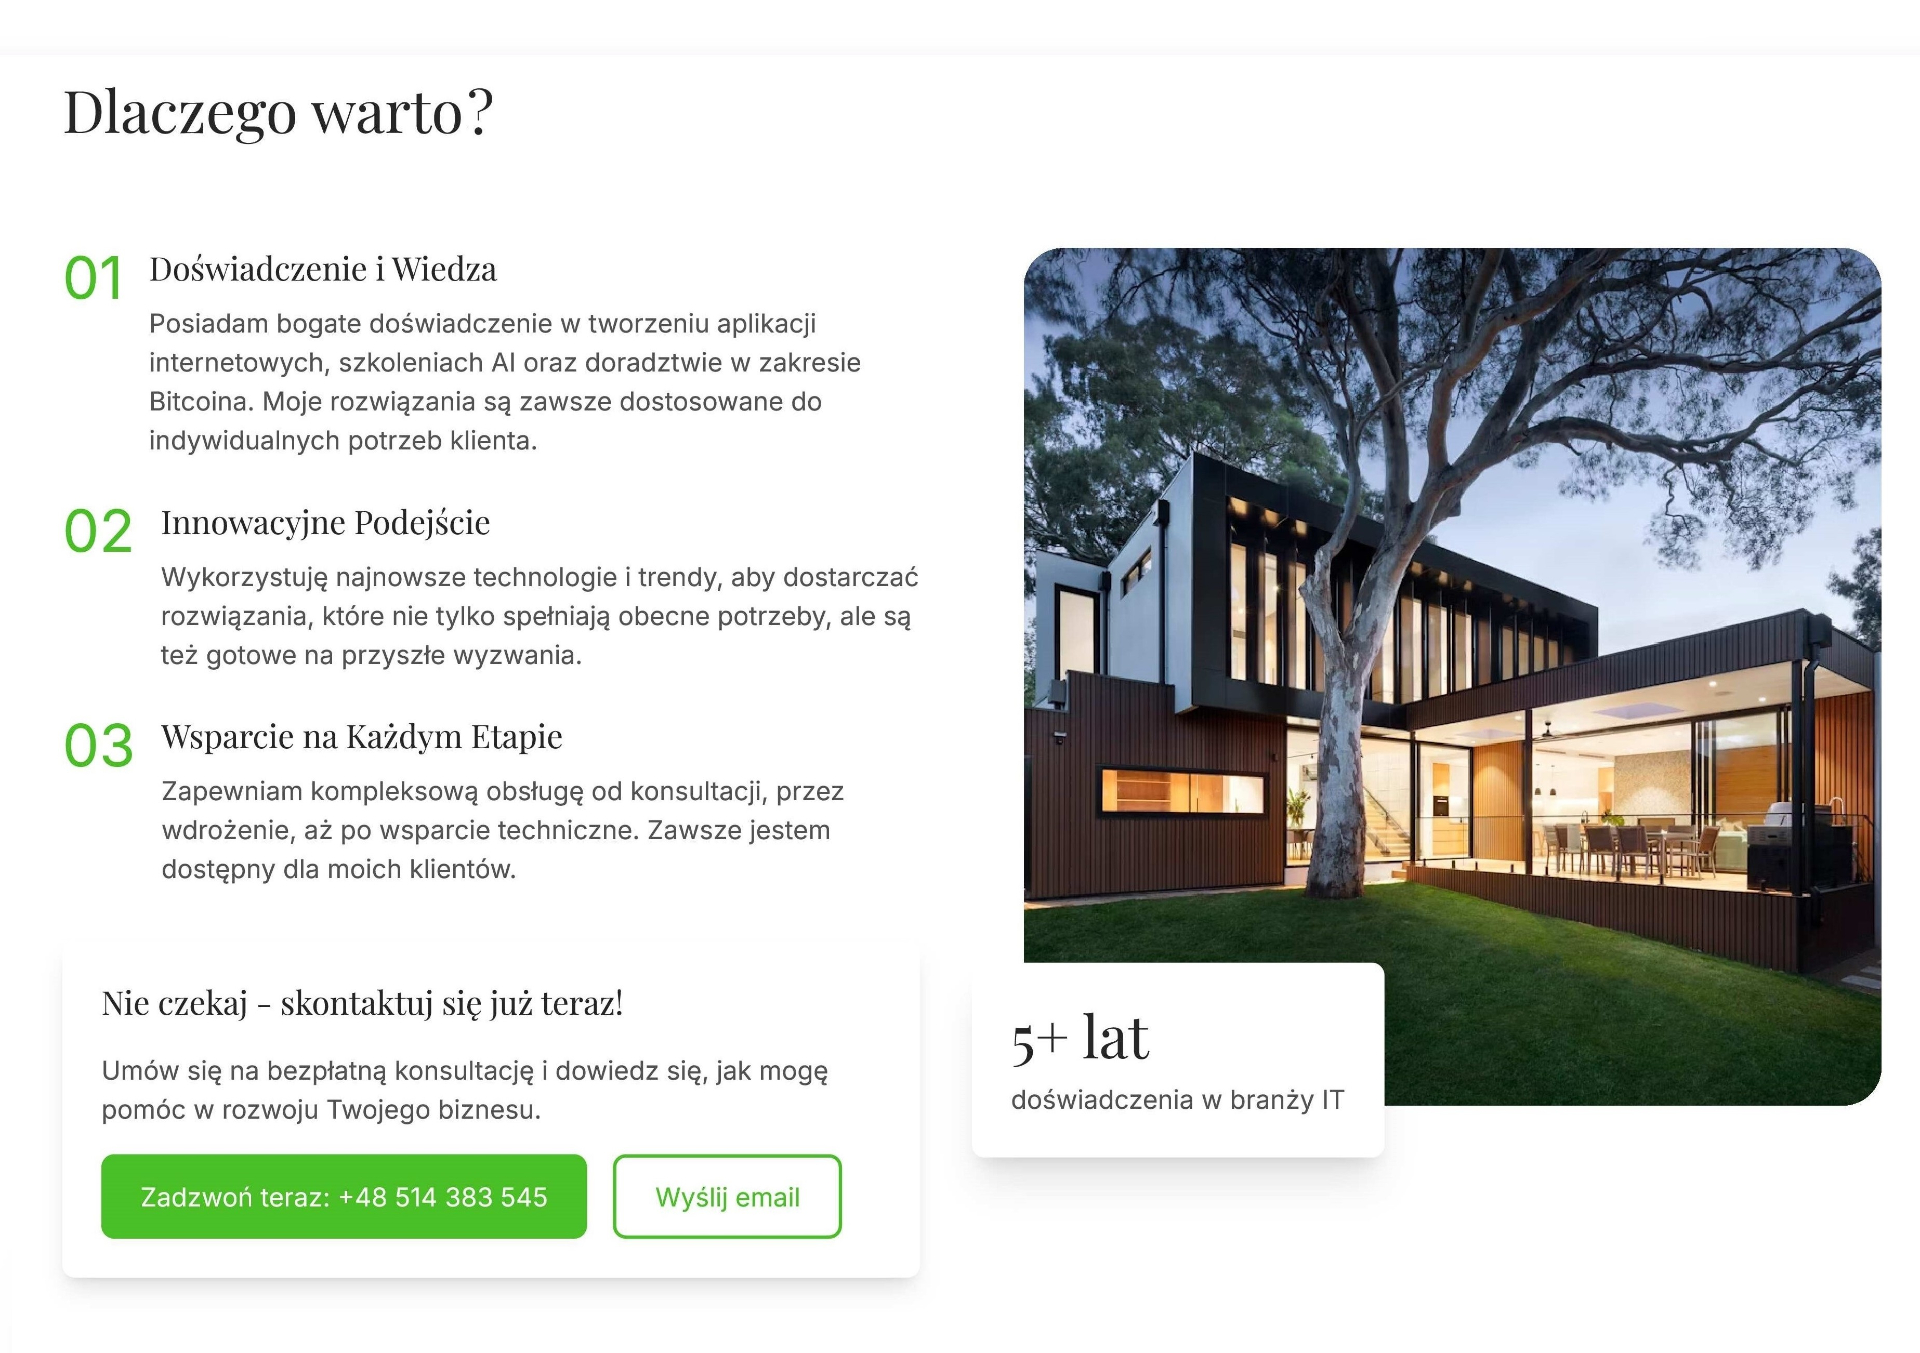 Dlaczego warto?
01
Doświadczenie i Wiedza
Posiadam bogate doświadczenie w tworzeniu aplikacji
internetowych, szkoleniach AI oraz doradztwie w zakresie
Bitcoina. Moje rozwiązania są zawsze dostosowane do
indywidualnych potrzeb klienta.
02
Innowacyjne Podejście
Wykorzystuję najnowsze technologie i trendy, aby dostarczać
rozwiązania, które nie tylko spełniają obecne potrzeby, ale są
też gotowe na przyszłe wyzwania.
03
Wsparcie na Każdym Etapie
Zapewniam kompleksową obsługę od konsultacji, przez
wdrożenie, aż po wsparcie techniczne. Zawsze jestem
dostępny dla moich klientów.
Nie czekaj - skontaktuj się już teraz!
Umów się na bezpłatną konsultację i dowiedz się, jak mogę
pomóc w rozwoju Twojego biznesu.
Zadzwoń teraz: +48 514 383 545
Wyślij email
5+ lat
doświadczenia w branży IT